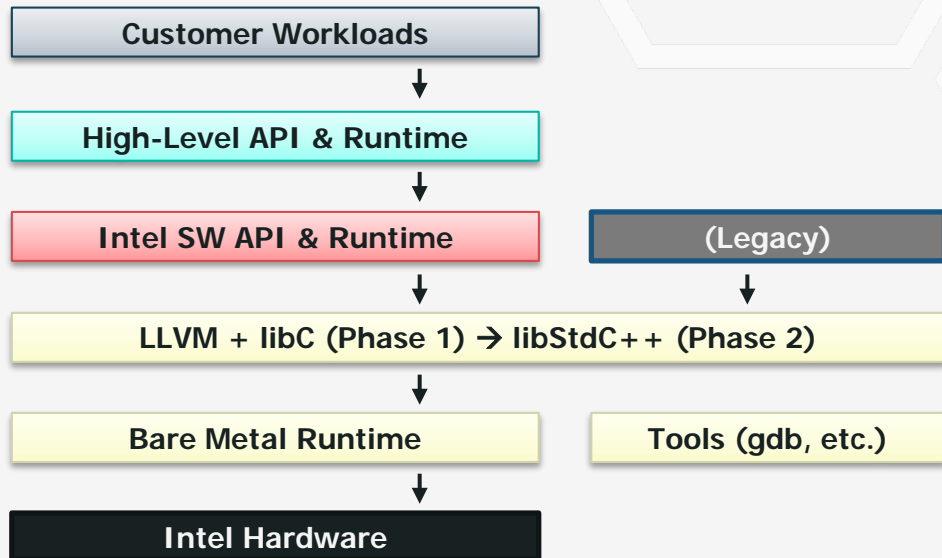 Customer Workloads
High-Level API & Runtime
Intel SW API & Runtime
(Legacy)
LLVM + libC (Phase 1) → libStdC++ (Phase 2)
Bare Metal Runtime
Tools (gdb, etc.)
Intel Hardware